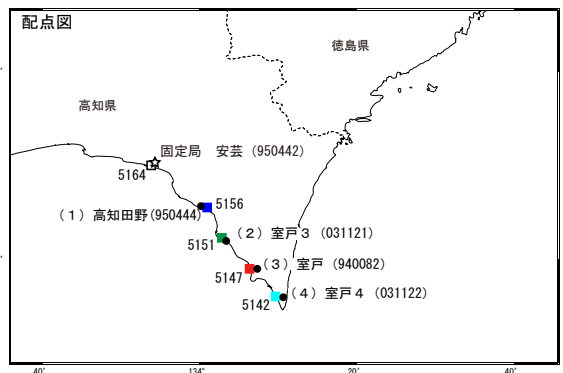 配点図
徳島県
高知県
固定局 安芸(950442)
5164
5156
(1)高知田野(950444)
(2)室戸3(031121)
5151
(3)室戸(940082)
5147
(4)室戸4(031122)
5142
40′
134°
20′
40′